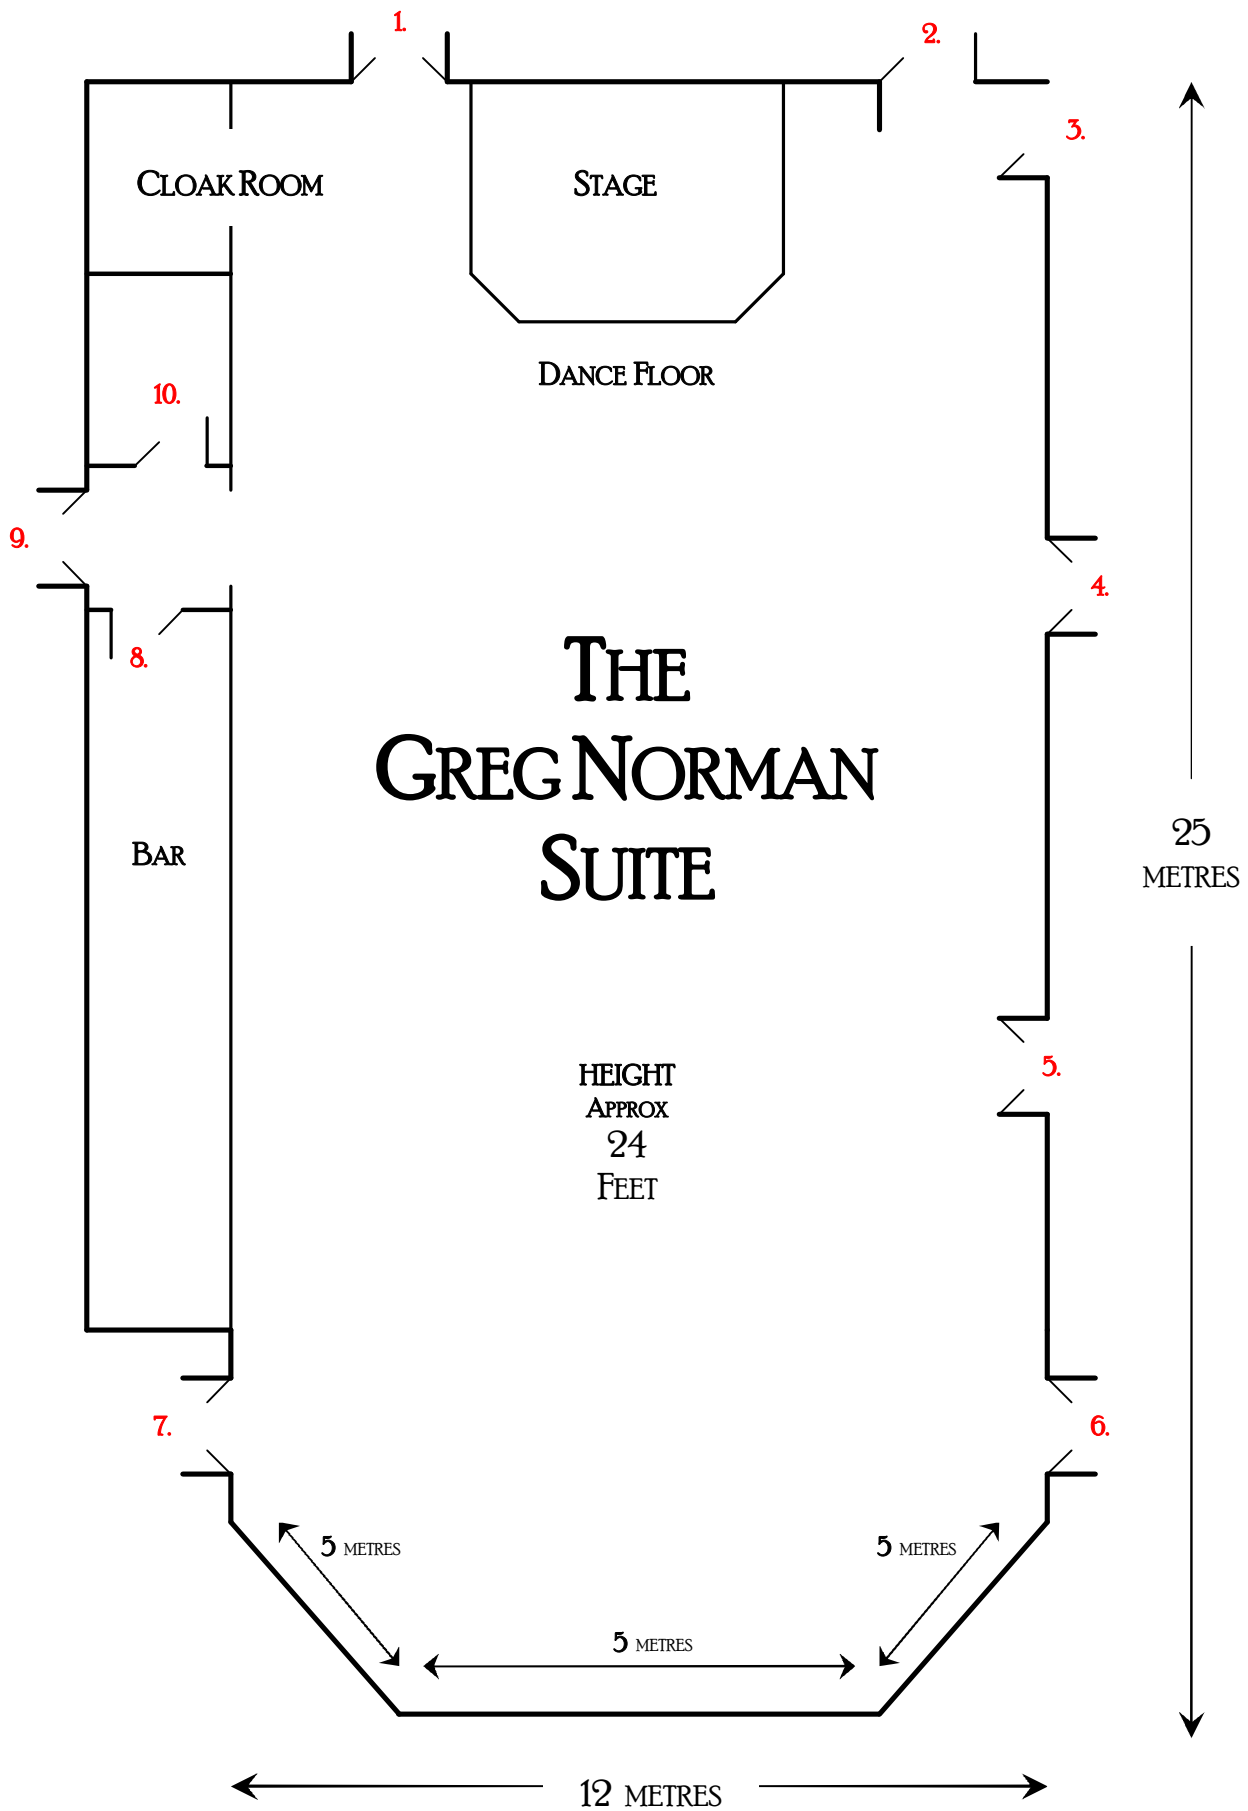 1.
2.
3.
Cloak Room
Stage
Dance Floor
10.
9.
4.
8.
The
Greg Norman
Suite
25
METRES
Bar
HEIGHT
Approx
24
Feet
5.
7.
6.
5 METRES
5 METRES
5 METRES
12 METRES